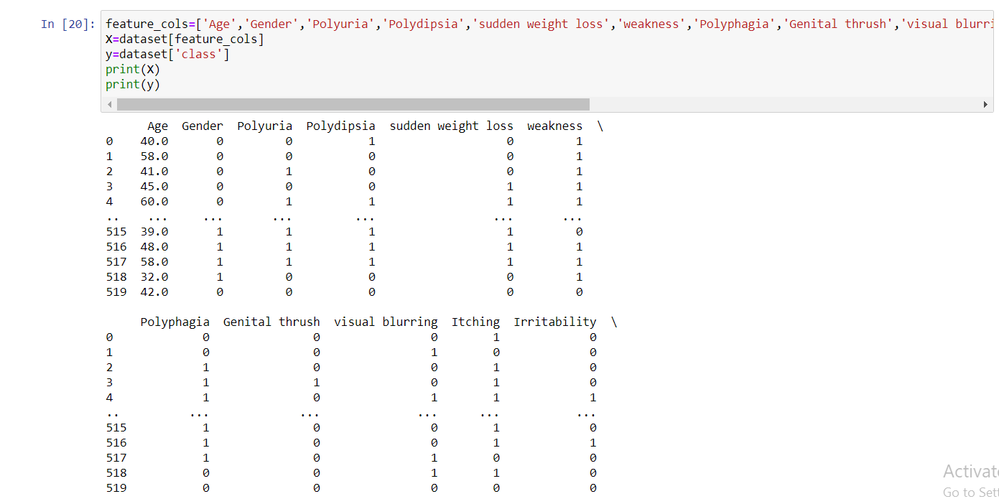 In [20]: feature_cols=['Age','Gender','Polyuria','Polydipsia','sudden weight loss','weakness','Polyphagia','Genital thrush','visual blurri
X=dataset[feature_cols]
y=dataset['class']
print(X)
print(y)
Age Gender Polyuria Polydipsia sudden weight loss weakness \
0 40.0 0 0 1 0 1
1 58.0 0 0 0 0 1
2 41.0 0 1 0 0 1
3 45.0 0 0 0 1 1
4 60.0 0 1 1 1 1
.. ... ... ... ... ... ...
515 39.0 1 1 1 1 0
516 48.0 1 1 1 1 1
517 58.0 1 1 1 1 1
518 32.0 1 0 0 0 1
519 42.0 0 0 0 0 0
Polyphagia Genital thrush visual blurring Itching Irritability \
0 0 0 0 1 0
1 0 0 1 0 0
2 1 0 0 1 0
3 1 1 0 1 0
4 1 0 1 1 1
.. ... ... ... ... ...
515 1 0 0 1 0
516 1 0 0 1 1
517 1 0 1 0 0
518 0 0 1 1 0
519 0 0 0 0 0
Activate
Go to Sett